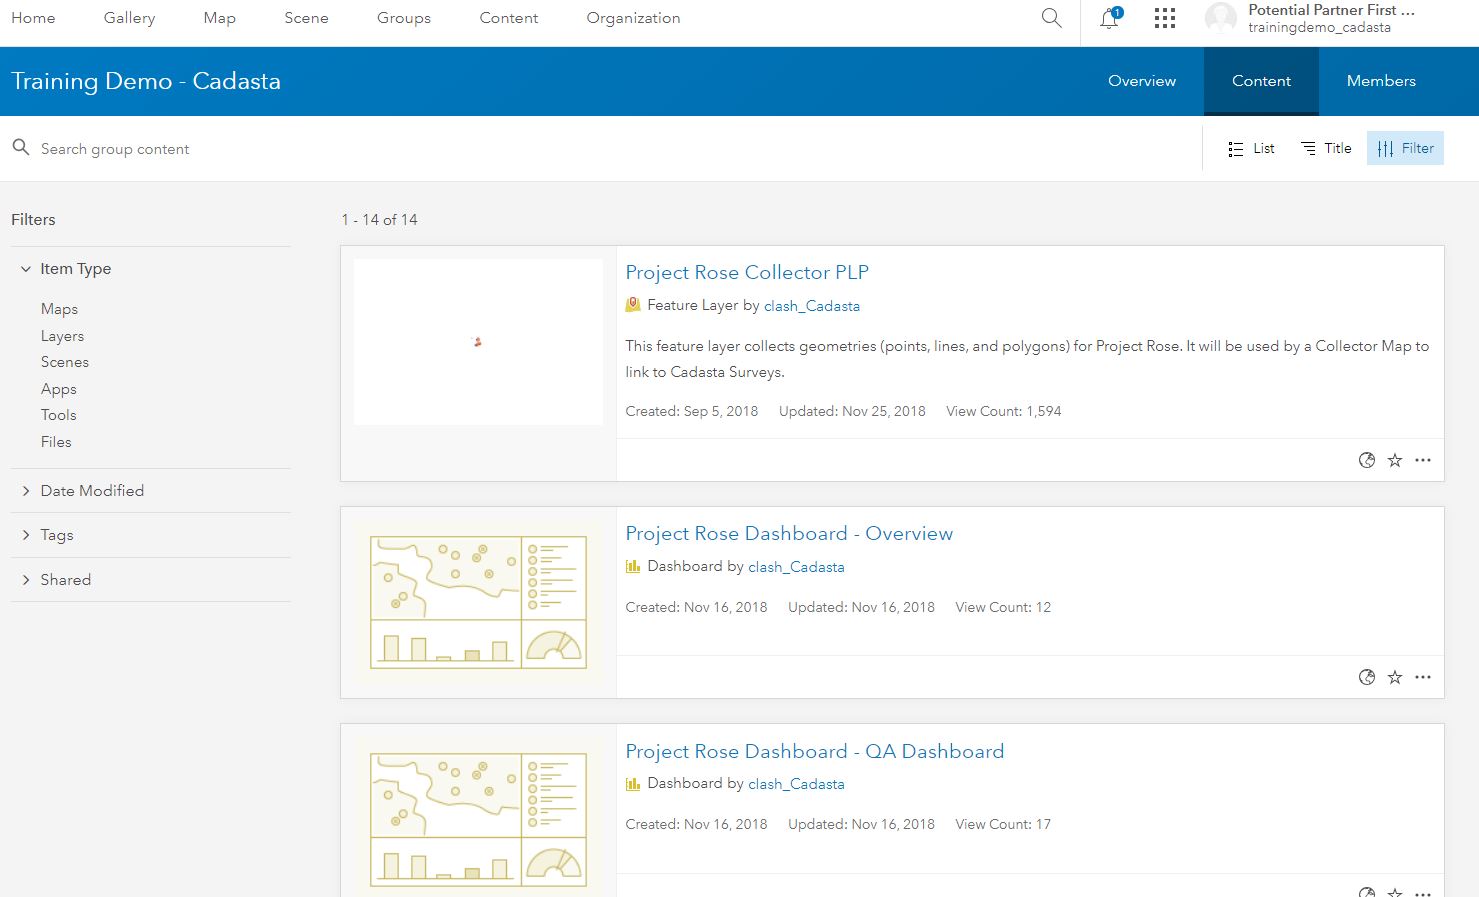 Home Gallery Map Scene Groups Content Organization
1
Potential Partner First ...
trainingdemo_cadasta
Training Demo - Cadasta
Overview Content Members
Search group content
List Title Filter
Filters
Item Type
Maps
Layers
Scenes
Apps
Tools
Files
Date Modified
Tags
Shared
1 - 14 of 14
Project Rose Collector PLP
Feature Layer by clash_Cadasta
This feature layer collects geometries (points, lines, and polygons) for Project Rose. It will be used by a Collector Map to
link to Cadasta Surveys.
Created: Sep 5, 2018 Updated: Nov 25, 2018 View Count: 1,594
Project Rose Dashboard - Overview
Dashboard by clash_Cadasta
Created: Nov 16, 2018 Updated: Nov 16, 2018 View Count: 12
Project Rose Dashboard - QA Dashboard
Dashboard by clash_Cadasta
Created: Nov 16, 2018 Updated: Nov 16, 2018 View Count: 17